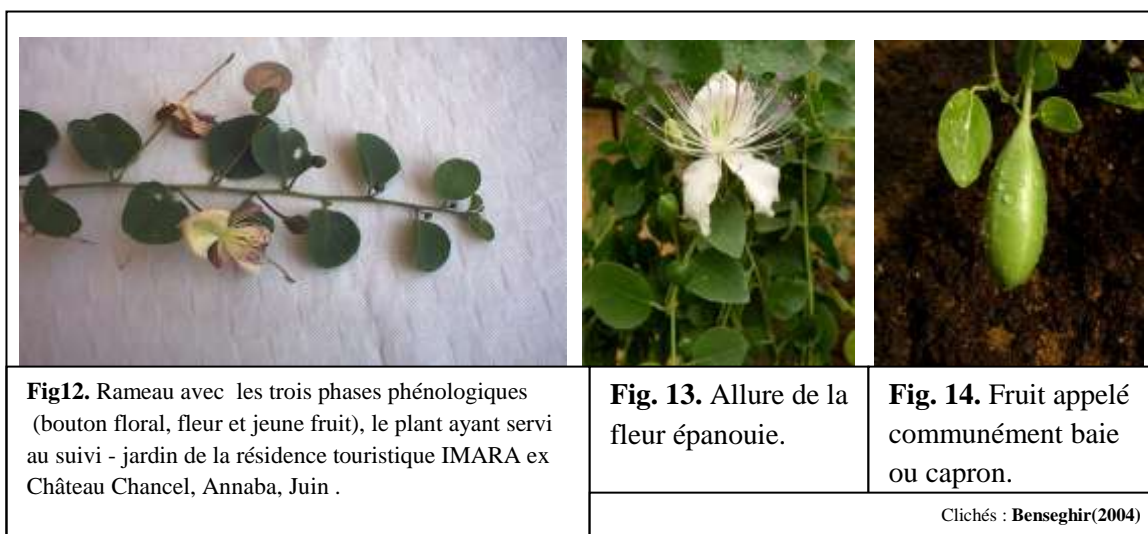 Fig12. Rameau avec les trois phases phénologiques
(bouton floral, fleur et jeune fruit), le plant ayant servi
au suivi - jardin de la résidence touristique IMARA ex
Château Chancel, Annaba, Juin .
Fig. 13. Allure de la
fleur épanouie.
Fig. 14. Fruit appelé
communément baie
ou capron.
Clichés : Benseghir(2004)